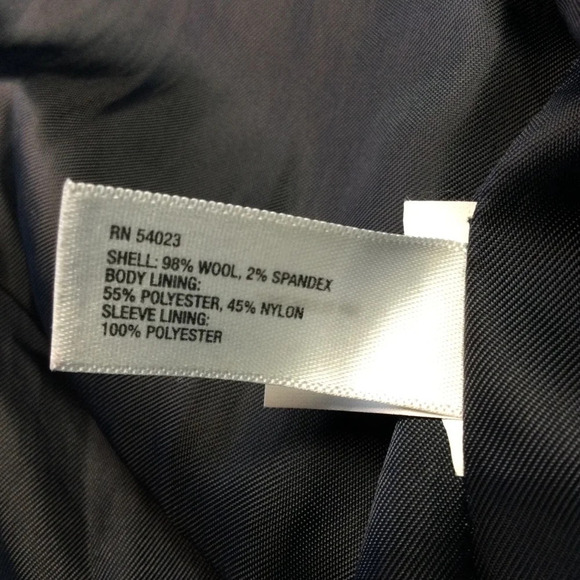 RN 54023
SHELL: 98% WOOL, 2% SPANDEX
BODY LINING:
55% POLYESTER, 45% NYLON
SLEEVE LINING:
100% POLYESTER